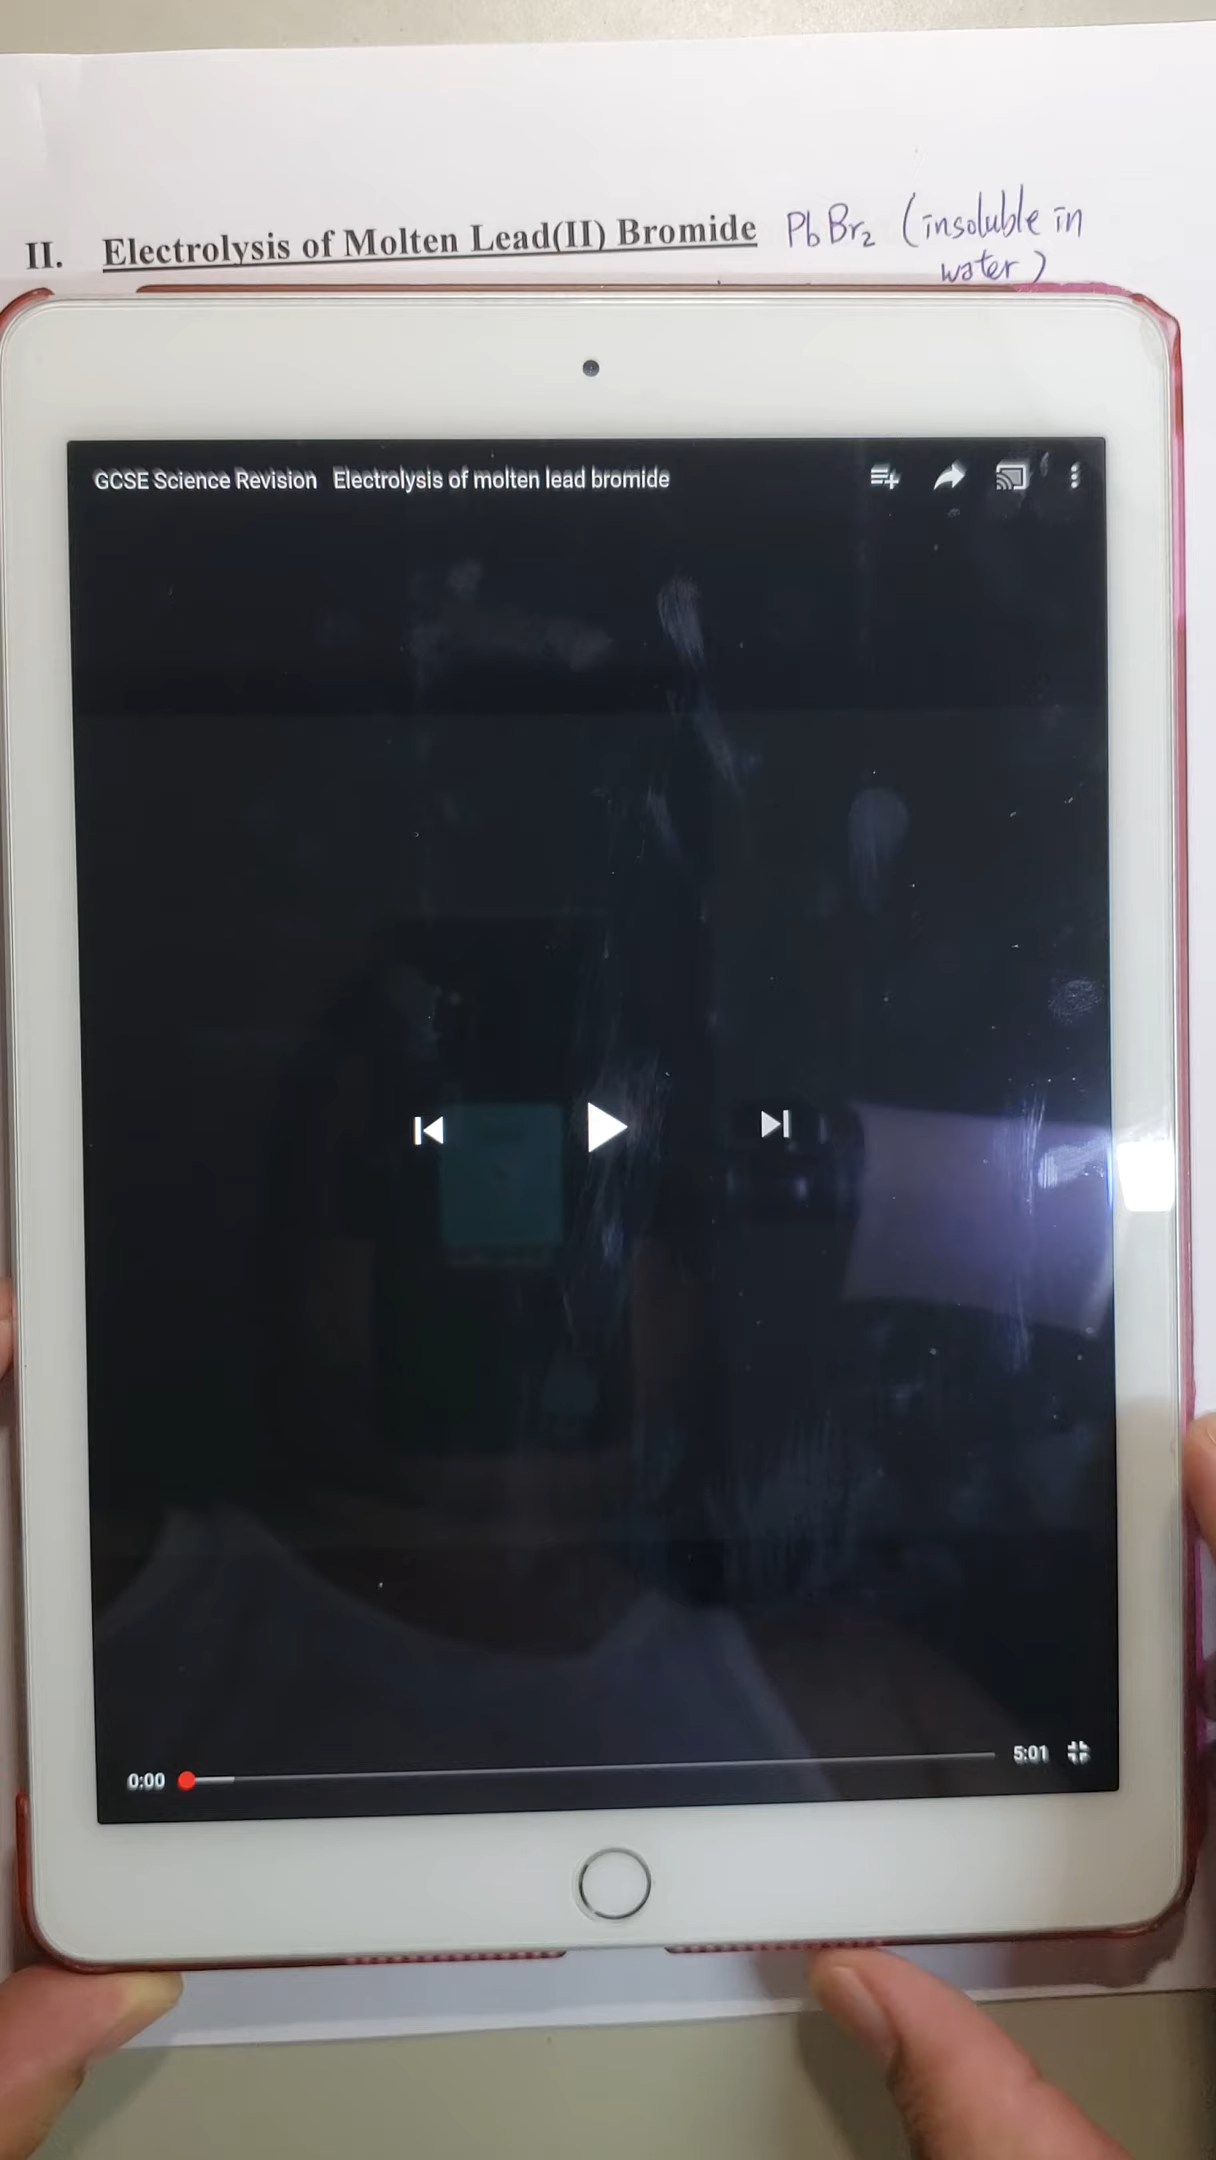 II. Electrolysis of Molten Lead(II) Bromide PbBr₂ (insoluble in
water)
GCSE Science Revision Electrolysis of molten lead bromide
0:00 5:01